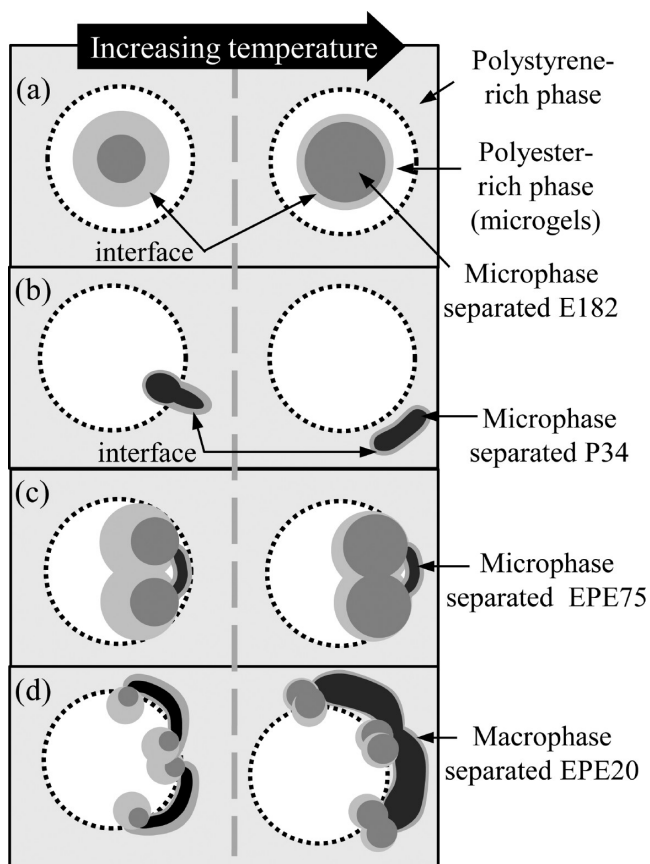 Increasing temperature
(a)
Polystyrene-
rich phase
Polyester-
rich phase
(microgels)
interface
Microphase
separated E182
(b)
interface
Microphase
separated P34
(c)
Microphase
separated EPE75
(d)
Macrophase
separated EPE20